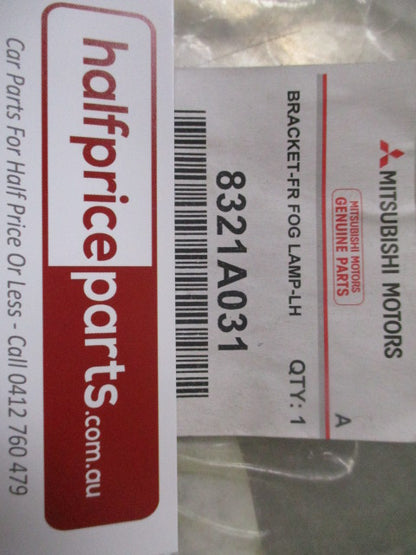 MITSUBISHI MOTORS
MITSUBISHI MOTORS
GENUINE PARTS
A
BRACKET-FR FOG LAMP-LH QTY: 1
8321A031
halfpriceparts.com.au
Car Parts For Half Price Or Less - Call 0412 760 479